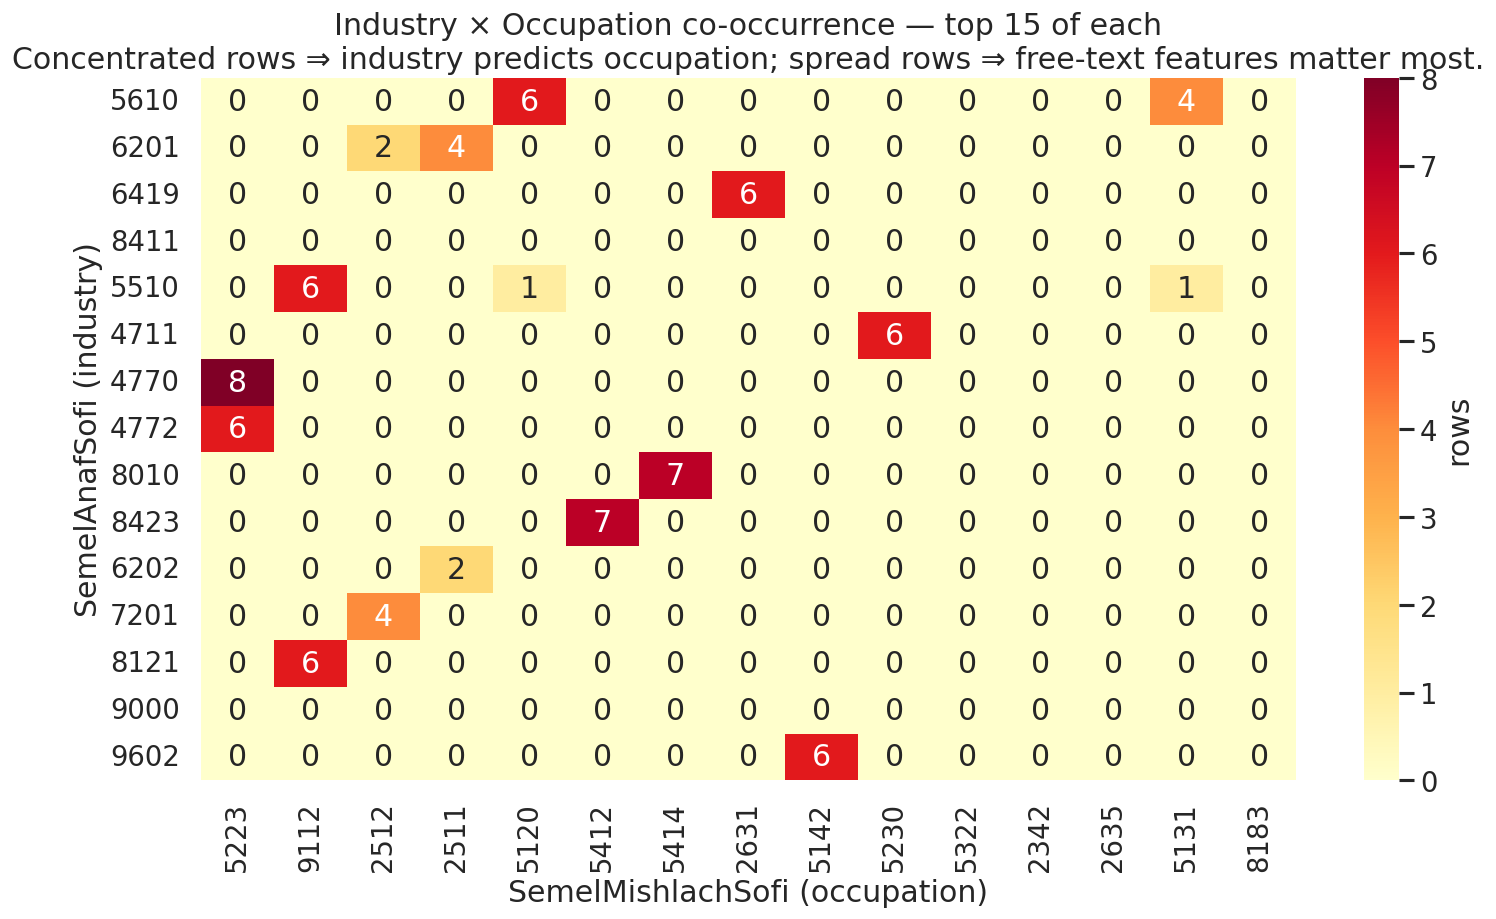 Industry × Occupation co-occurrence — top 15 of each
Concentrated rows ⇒ industry predicts occupation; spread rows ⇒ free-text features matter most.
SemelAnafSofi (industry)
5610 0 0 0 0 6 0 0 0 0 0 0 0 0 4 0
6201 0 0 2 4 0 0 0 0 0 0 0 0 0 0 0
6419 0 0 0 0 0 0 0 6 0 0 0 0 0 0 0
8411 0 0 0 0 0 0 0 0 0 0 0 0 0 0 0
5510 0 6 0 0 1 0 0 0 0 0 0 0 0 1 0
4711 0 0 0 0 0 0 0 0 0 6 0 0 0 0 0
4770 8 0 0 0 0 0 0 0 0 0 0 0 0 0 0
4772 6 0 0 0 0 0 0 0 0 0 0 0 0 0 0
8010 0 0 0 0 0 0 7 0 0 0 0 0 0 0 0
8423 0 0 0 0 0 7 0 0 0 0 0 0 0 0 0
6202 0 0 0 2 0 0 0 0 0 0 0 0 0 0 0
7201 0 0 4 0 0 0 0 0 0 0 0 0 0 0 0
8121 0 6 0 0 0 0 0 0 0 0 0 0 0 0 0
9000 0 0 0 0 0 0 0 0 0 0 0 0 0 0 0
9602 0 0 0 0 0 0 0 0 6 0 0 0 0 0 0
5223 9112 2512 2511 5120 5412 5414 2631 5142 5230 5322 2342 2635 5131 8183
SemelMishlachSofi (occupation)
8
7
6
5
4
3
2
1
0
rows